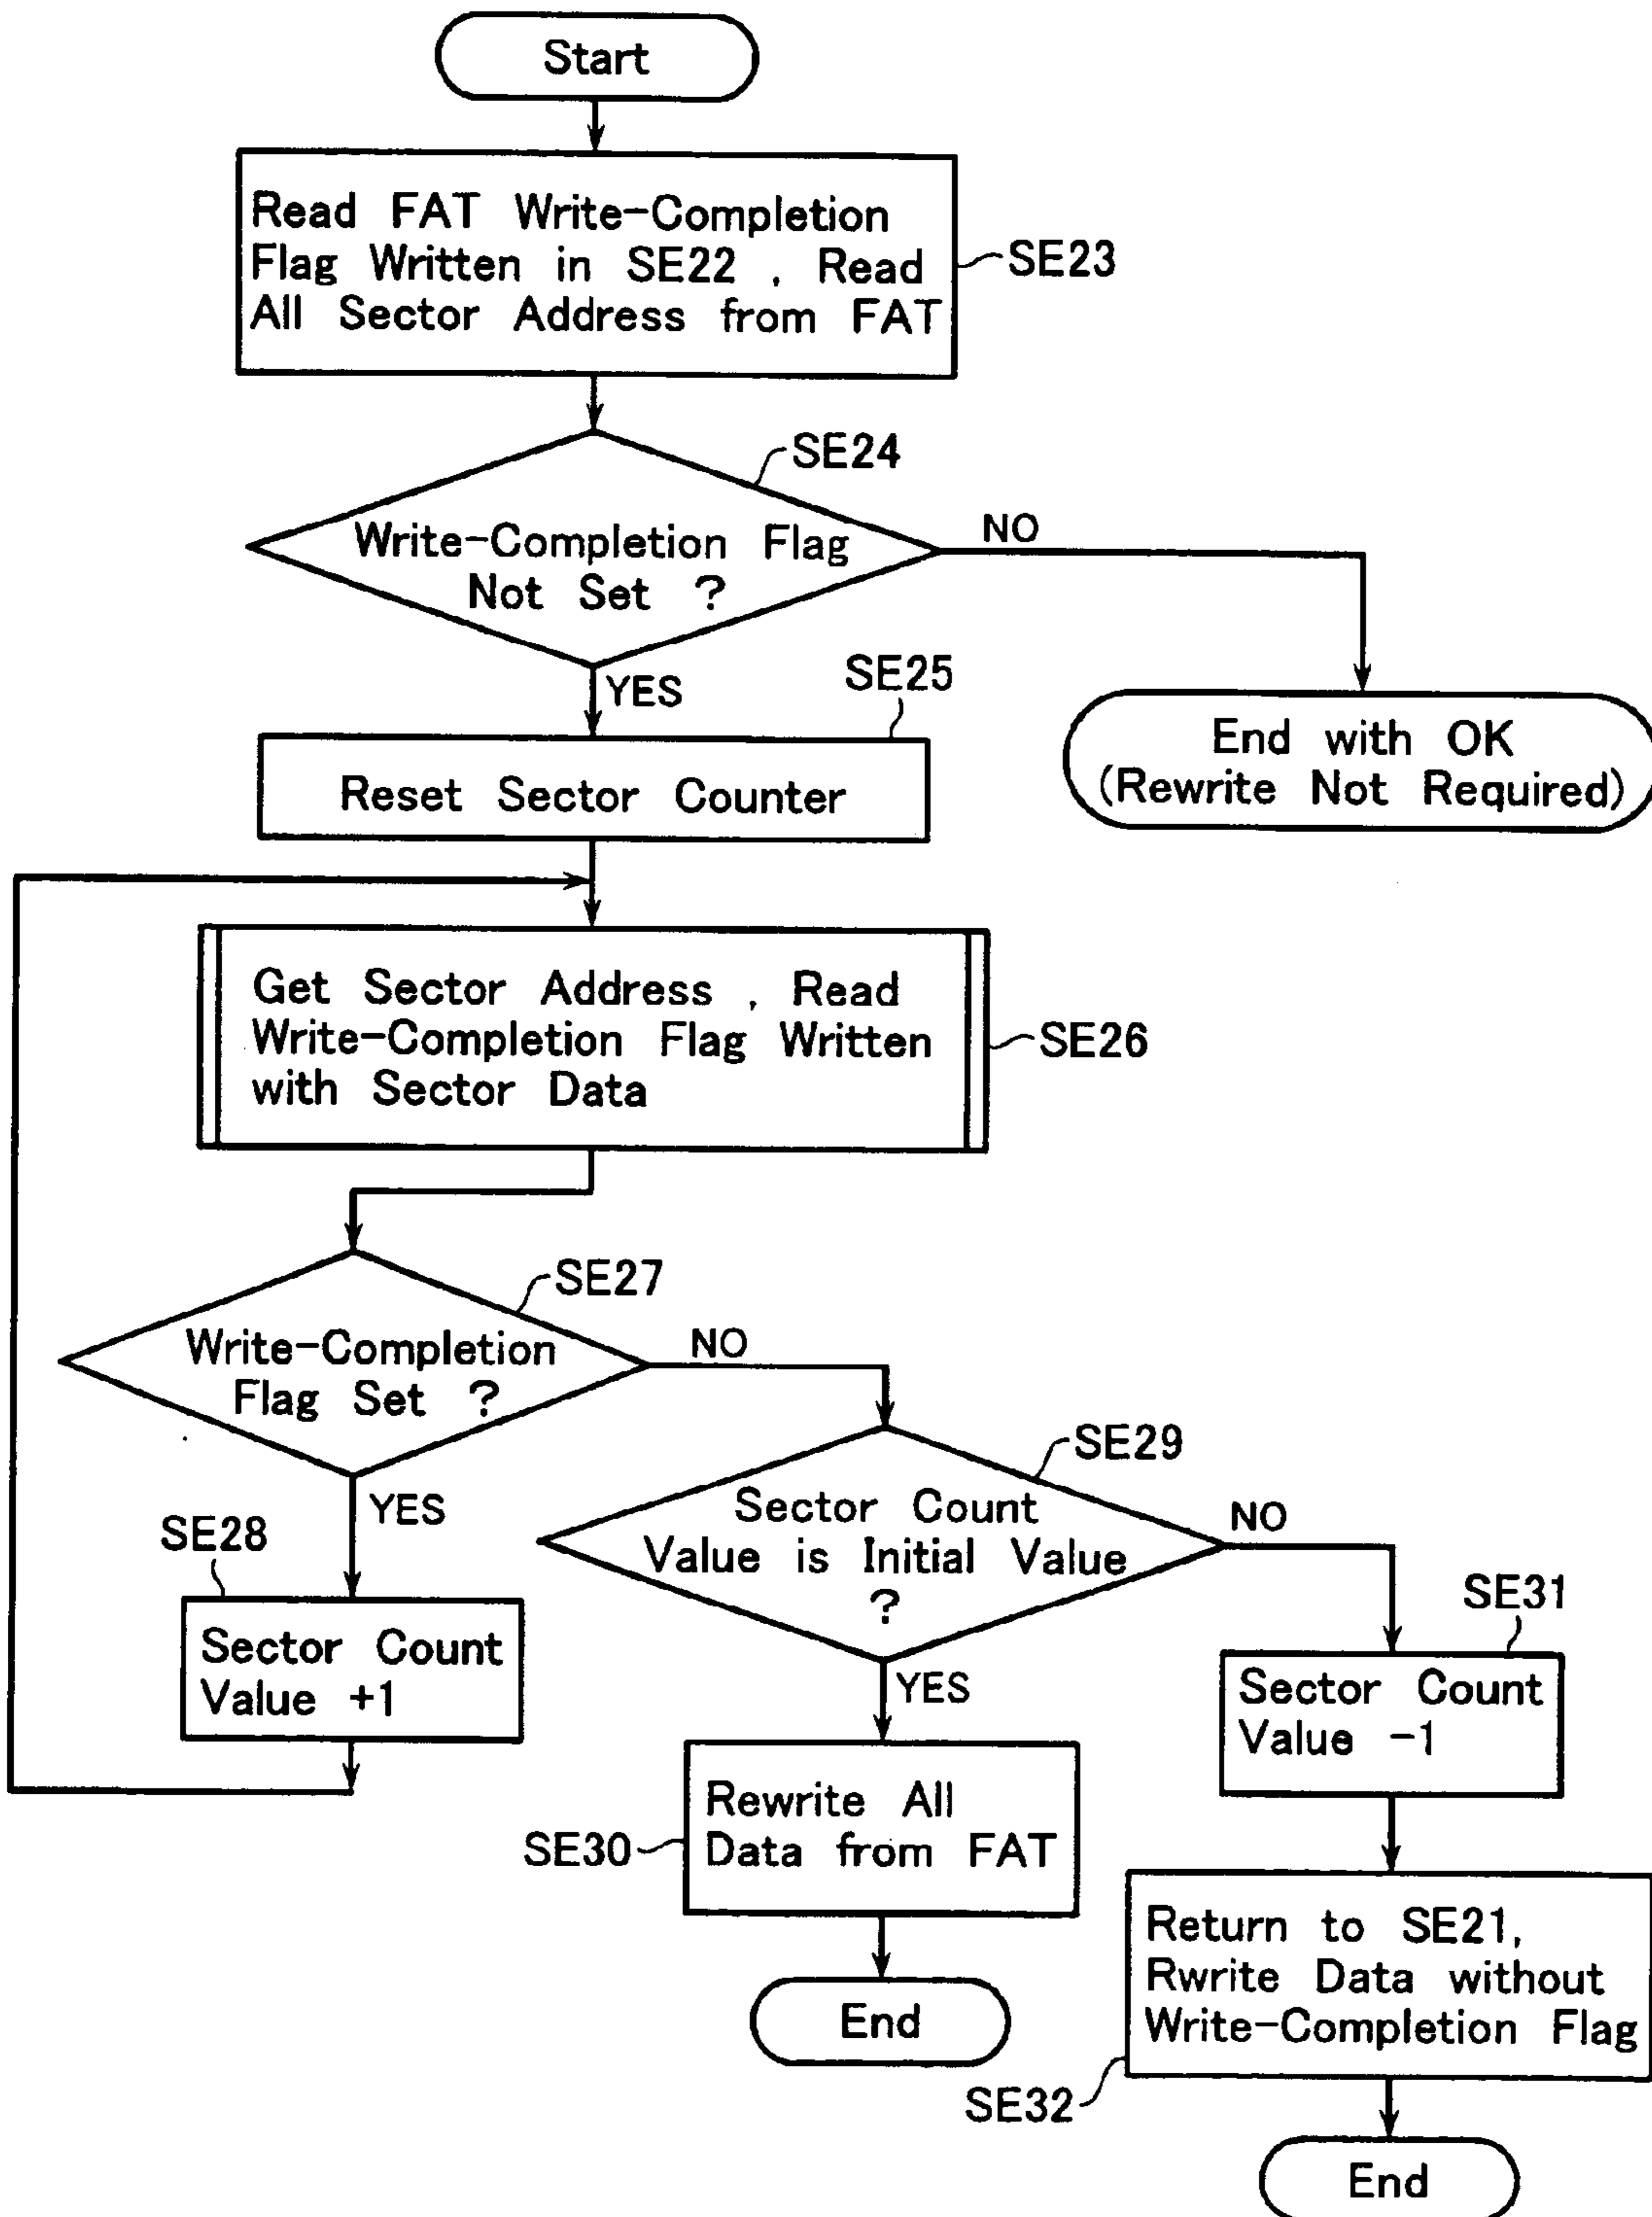 Start
Read FAT Write-Completion
Flag Written in SE22 , Read
All Sector Address from FAT
SE23
SE24
Write-Completion Flag
Not Set ?
NO
YES
SE25
Reset Sector Counter
End with OK
(Rewrite Not Required)
Get Sector Address , Read
Write-Completion Flag Written
with Sector Data
SE26
SE27
Write-Completion
Flag Set ?
NO
YES
SE28
Sector Count
Value +1
SE29
Sector Count
Value is Initial Value
?
NO
YES
SE30
Rewrite All
Data from FAT
End
SE31
Sector Count
Value -1
Return to SE21,
Rwrite Data without
Write-Completion Flag
SE32
End